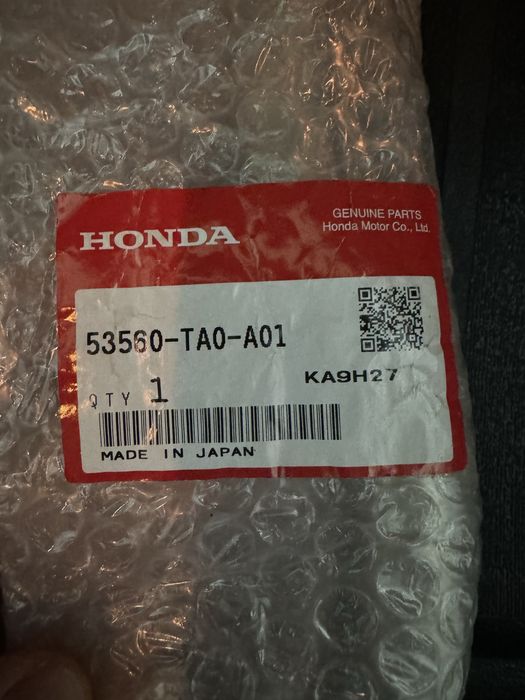 HONDA
GENUINE PARTS
Honda Motor Co., Ltd.
53560-TA0-A01
QTY 1
KA9H27
MADE IN JAPAN